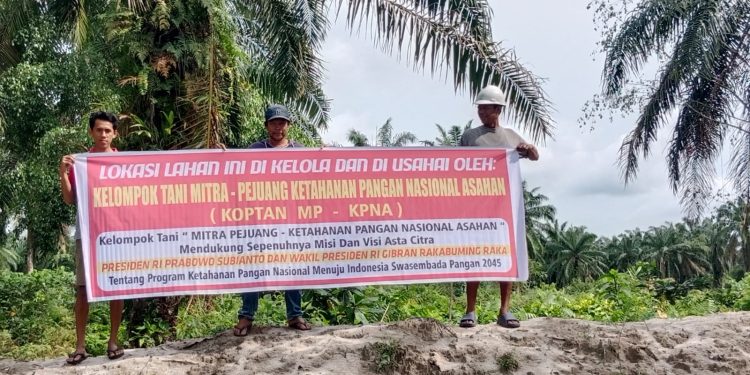 LOKASI LAHAN INI DI KELOLA DAN DI USAHAI OLEH:
KELOMPOK TANI MITRA - PEJUANG KETAHANAN PANGAN NASIONAL ASAHAN
( KOPTAN MP - KPNA )
Kelompok Tani " MITRA PEJUANG - KETAHANAN PANGAN NASIONAL ASAHAN "
Mendukung Sepenuhnya Misi Dan Visi Asta Citra
PRESIDEN RI PRABOWO SUBIANTO DAN WAKIL PRESIDEN RI GIBRAN RAKABUMING RAKA
Tentang Program Ketahanan Pangan Nasional Menuju Indonesia Swasembada Pangan 2045